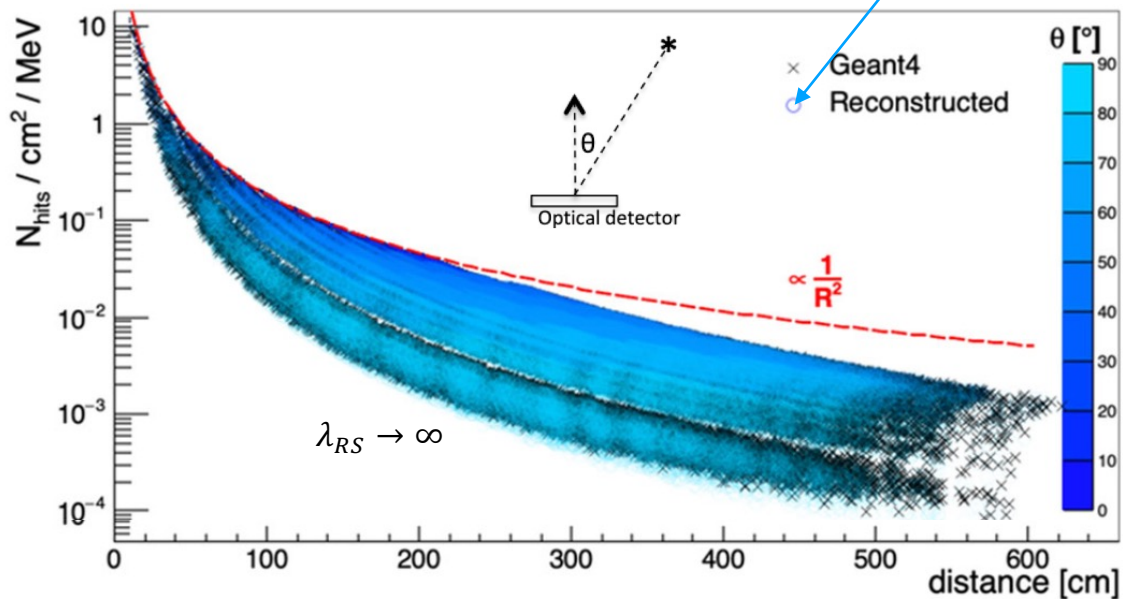 N_hits / cm² / MeV
10
1
10⁻¹
10⁻²
10⁻³
10⁻⁴
0 100 200 300 400 500 600
distance [cm]
*
θ
Optical detector
× Geant4
Reconstructed
∝ 1/R²
λ_RS → ∞
θ [°]
90
80
70
60
50
40
30
20
10
0